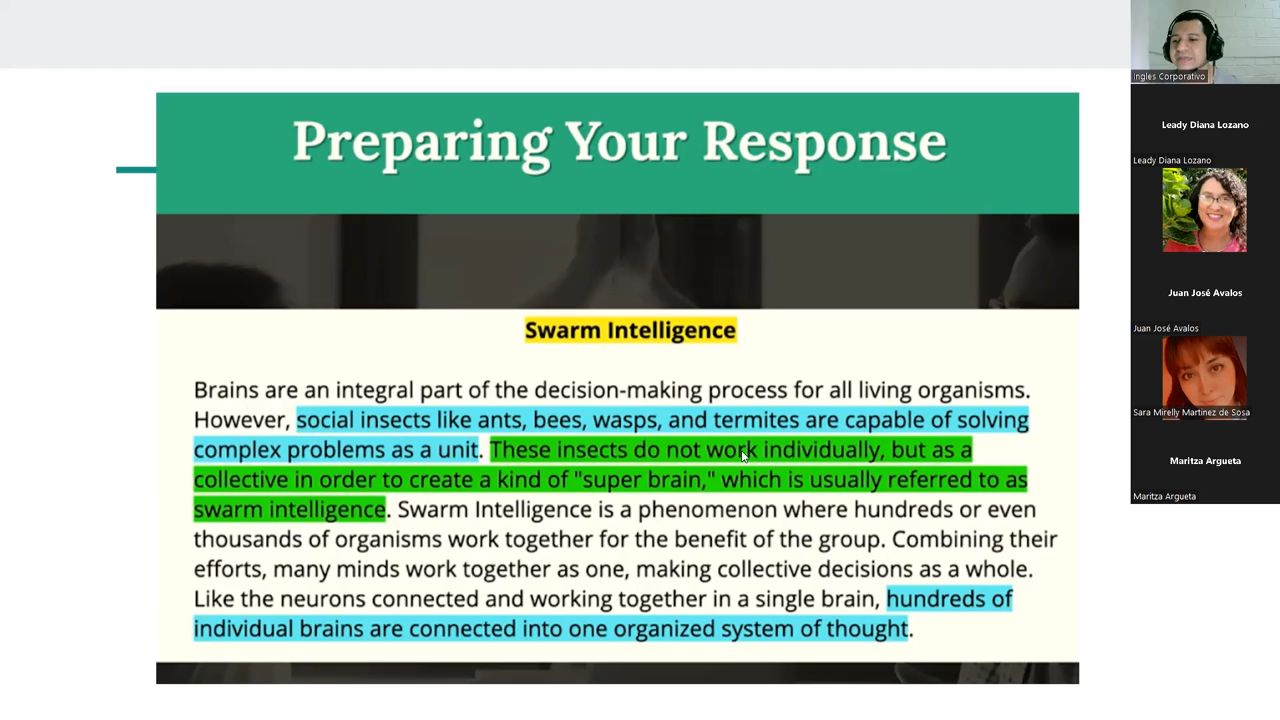 Preparing Your Response
Swarm Intelligence
Brains are an integral part of the decision-making process for all living organisms.
However, social insects like ants, bees, wasps, and termites are capable of solving
complex problems as a unit. These insects do not work individually, but as a
collective in order to create a kind of "super brain," which is usually referred to as
swarm intelligence. Swarm Intelligence is a phenomenon where hundreds or even
thousands of organisms work together for the benefit of the group. Combining their
efforts, many minds work together as one, making collective decisions as a whole.
Like the neurons connected and working together in a single brain, hundreds of
individual brains are connected into one organized system of thought.
Ingles Corporativo
Leady Diana Lozano
Leady Diana Lozano
Juan José Avalos
Juan José Avalos
Sara Mirelly Martinez de Sosa
Maritza Argueta
Maritza Argueta